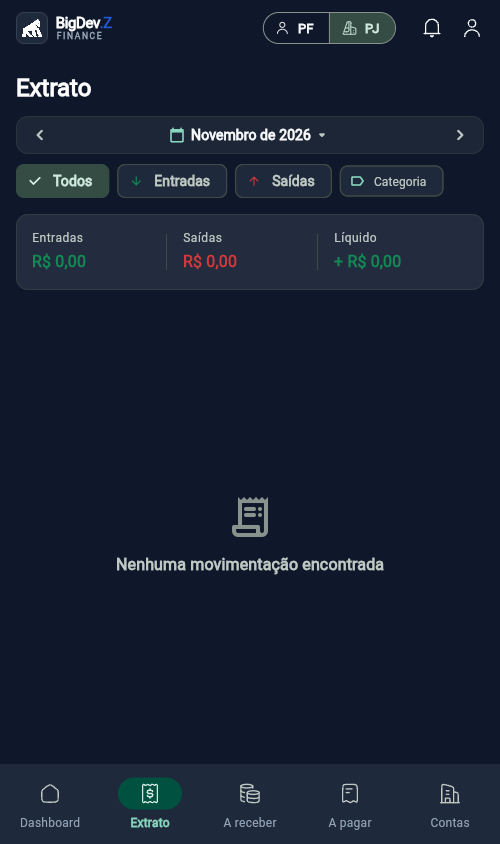 BigDev.Z
FINANCE
PF
PJ
Extrato
Novembro de 2026
Todos
Entradas
Saídas
Categoria
Entradas
Saídas
Líquido
R$ 0,00
R$ 0,00
+ R$ 0,00
Nenhuma movimentação encontrada
Dashboard
Extrato
A receber
A pagar
Contas